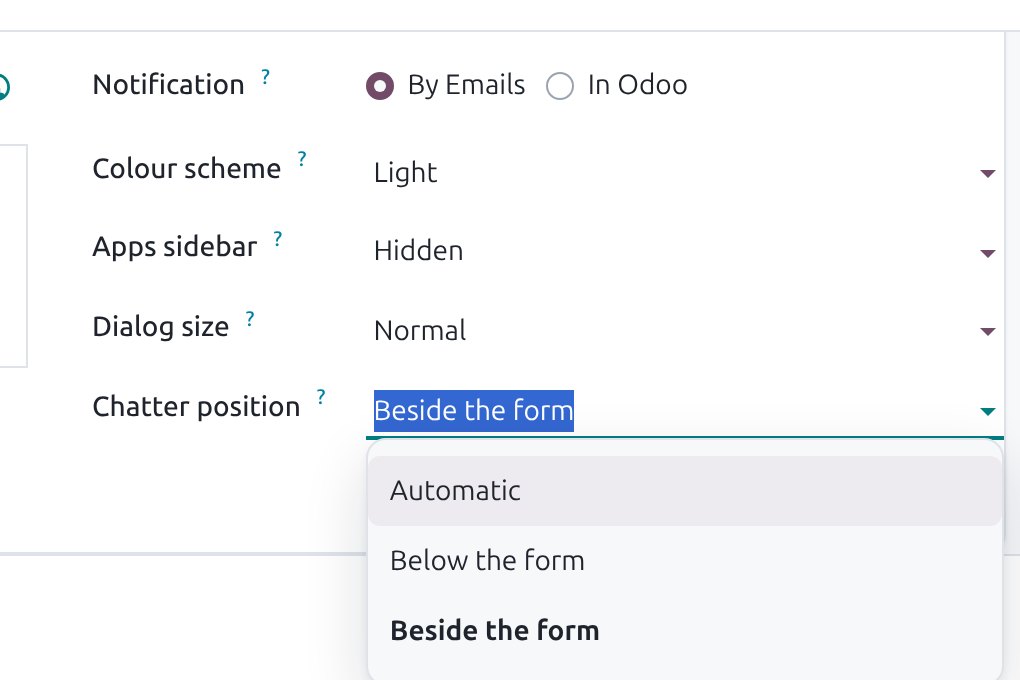 Notification ? By Emails In Odoo
Colour scheme ? Light
Apps sidebar ? Hidden
Dialog size ? Normal
Chatter position ? Beside the form
Automatic
Below the form
Beside the form